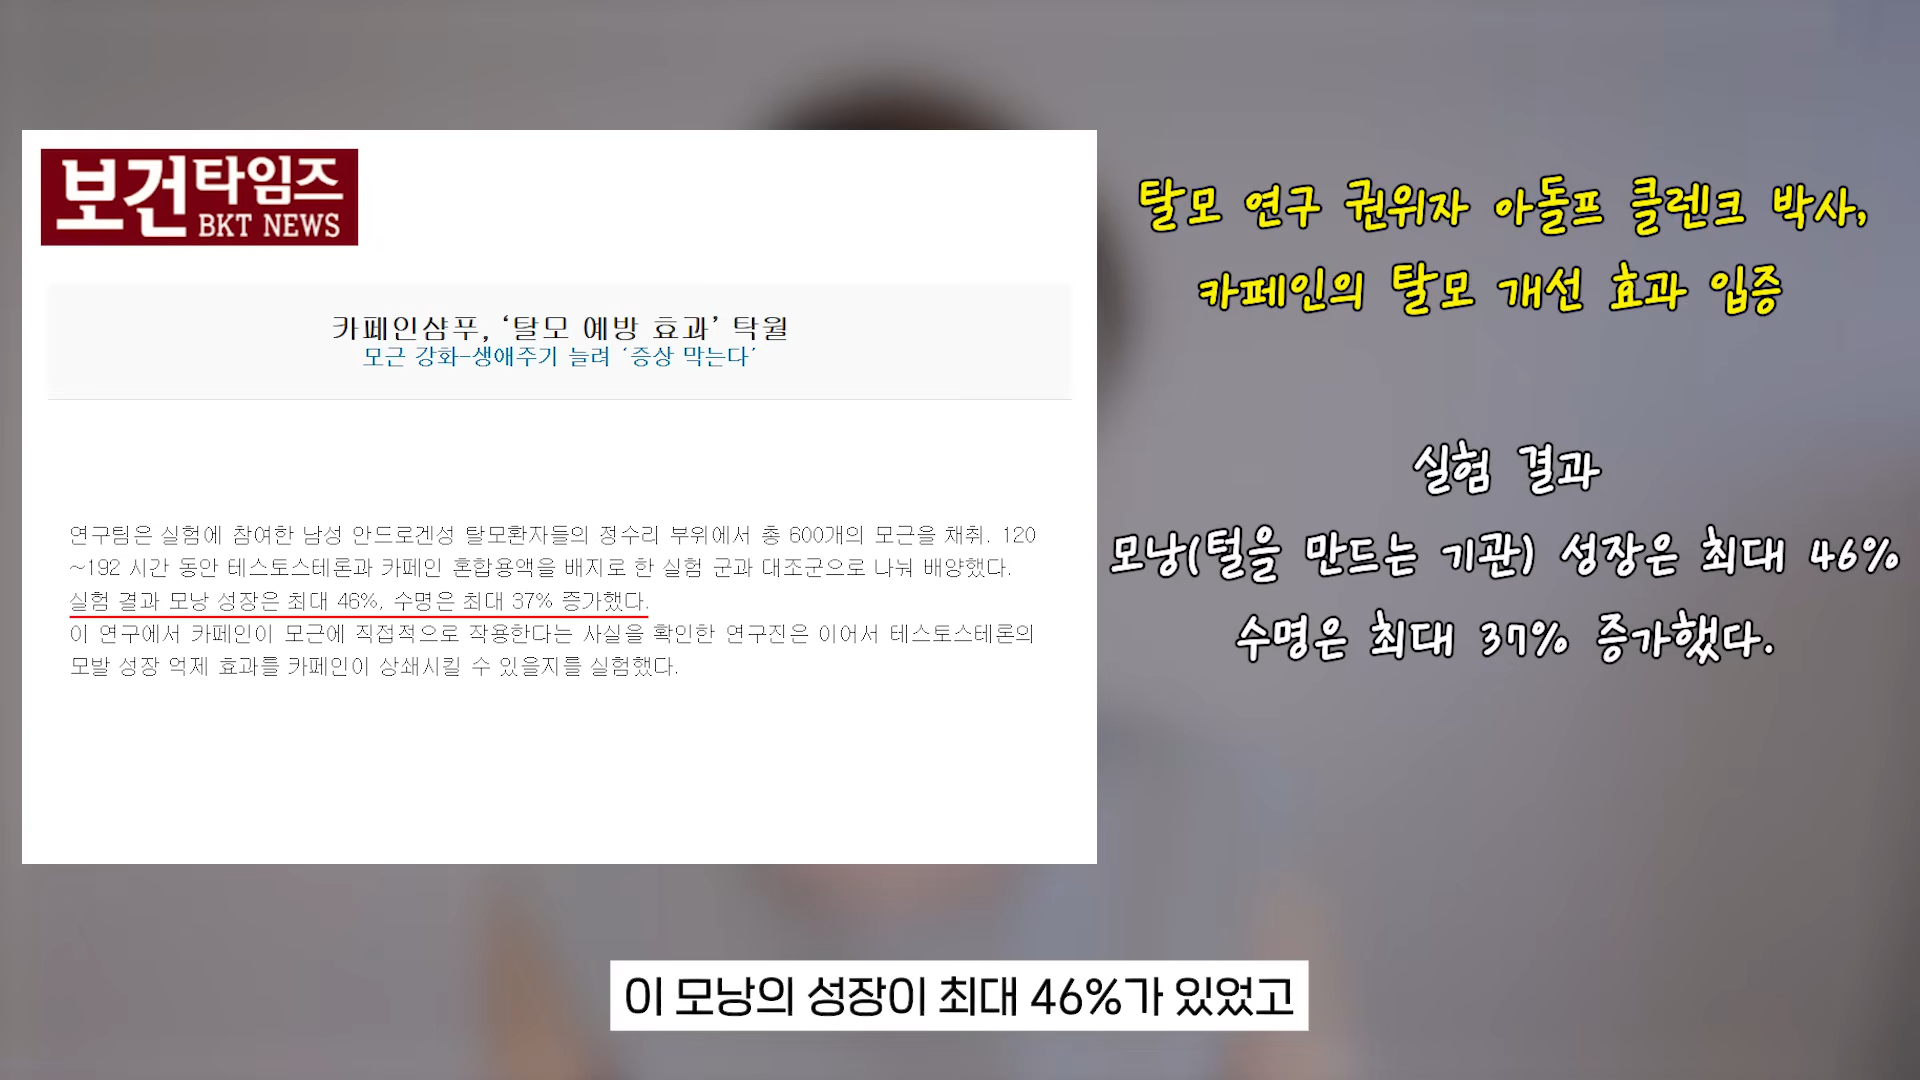 보건타임즈
BKT NEWS
카페인샴푸, ‘탈모 예방 효과’ 탁월
모근 강화-생애주기 늘려 ´증상 막는다´
연구팀은 실험에 참여한 남성 안드로겐성 탈모환자들의 정수리 부위에서 총 600개의 모근을 채취. 120
~192 시간 동안 테스토스테론과 카페인 혼합용액을 배지로 한 실험 군과 대조군으로 나눠 배양했다.
실험 결과 모낭 성장은 최대 46%, 수명은 최대 37% 증가했다.
이 연구에서 카페인이 모근에 직접적으로 작용한다는 사실을 확인한 연구진은 이어서 테스토스테론의
모발 성장 억제 효과를 카페인이 상쇄시킬 수 있을지를 실험했다.
탈모 연구 권위자 아돌프 클렌크 박사,
카페인의 탈모 개선 효과 입증
실험 결과
모낭(털을 만드는 기관) 성장은 최대 46%
수명은 최대 37% 증가했다.
이 모낭의 성장이 최대 46%가 있었고